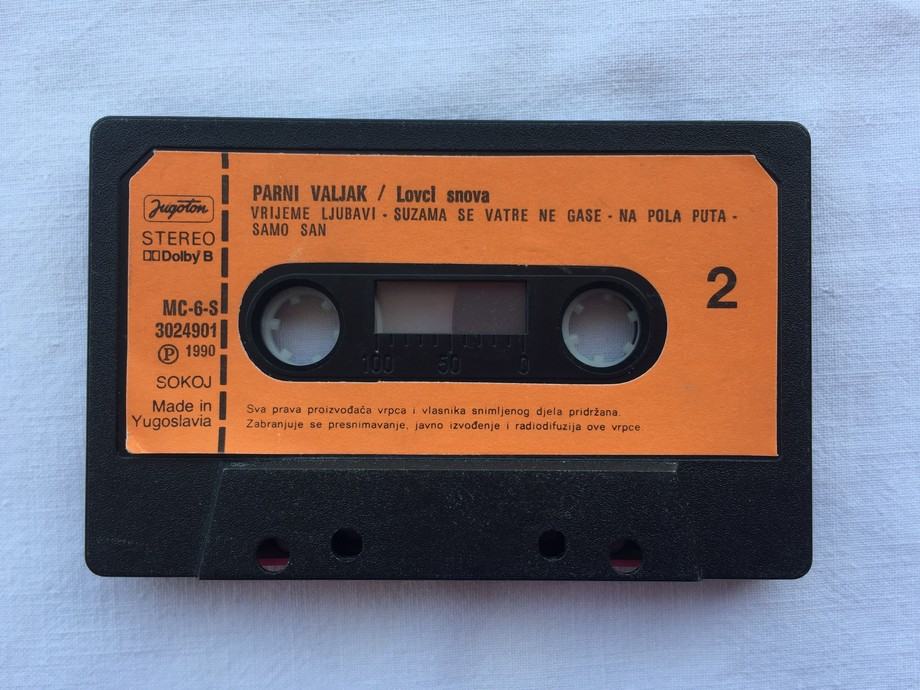 Jugoton
STEREO
Dolby B
MC-6-S
3024901
Ⓟ 1990
SOKOJ
Made in
Yugoslavia
PARNI VALJAK / Lovci snova
VRIJEME LJUBAVI - SUZAMA SE VATRE NE GASE - NA POLA PUTA -
SAMO SAN
2
100 50 0
Sva prava proizvođača vrpca i vlasnika snimljenog djela pridržana.
Zabranjuje se presnimavanje, javno izvođenje i radiodifuzija ove vrpce